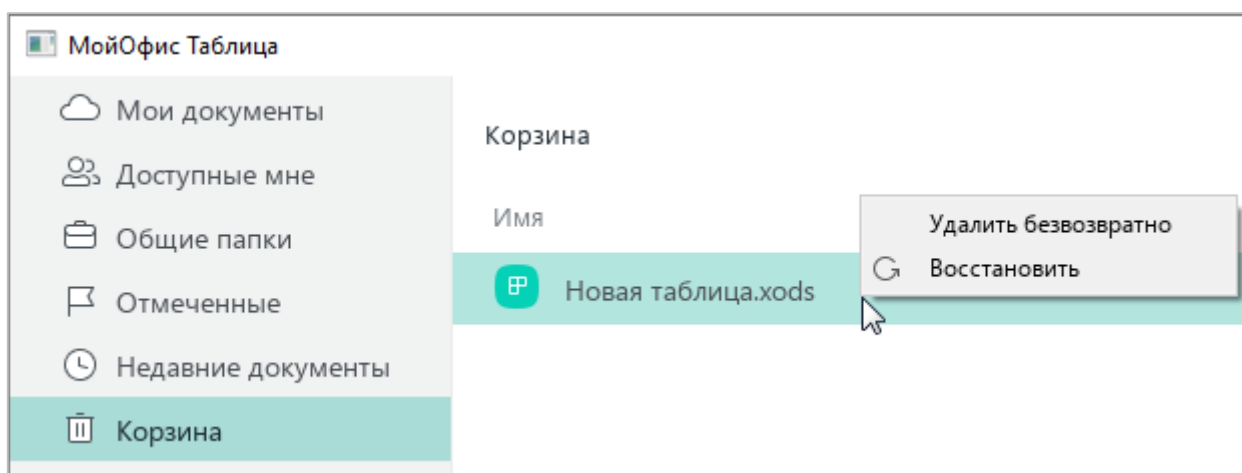 МойОфис Таблица
Мои документы
Доступные мне
Общие папки
Отмеченные
Недавние документы
Корзина
Корзина
Имя
Новая таблица.xods
Удалить безвозвратно
Восстановить